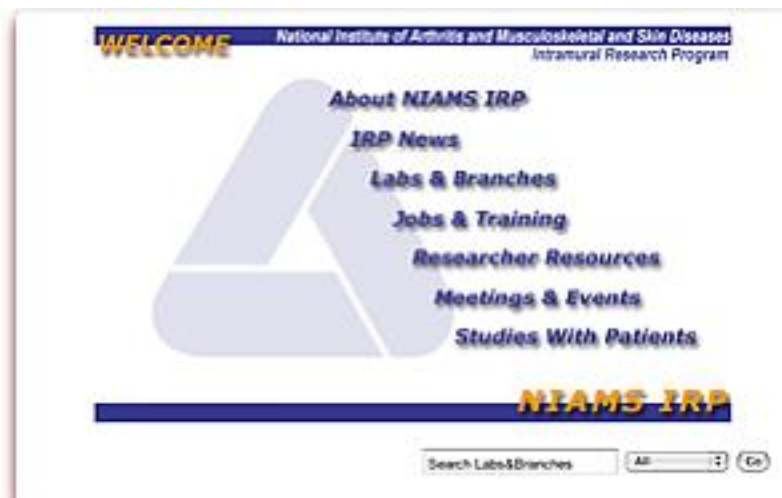 WELCOME
National Institute of Arthritis and Musculoskeletal and Skin Diseases
Intramural Research Program
About NIAMS IRP
IRP News
Labs & Branches
Jobs & Training
Researcher Resources
Meetings & Events
Studies With Patients
NIAMS IRP
Search Labs&Branches All Go